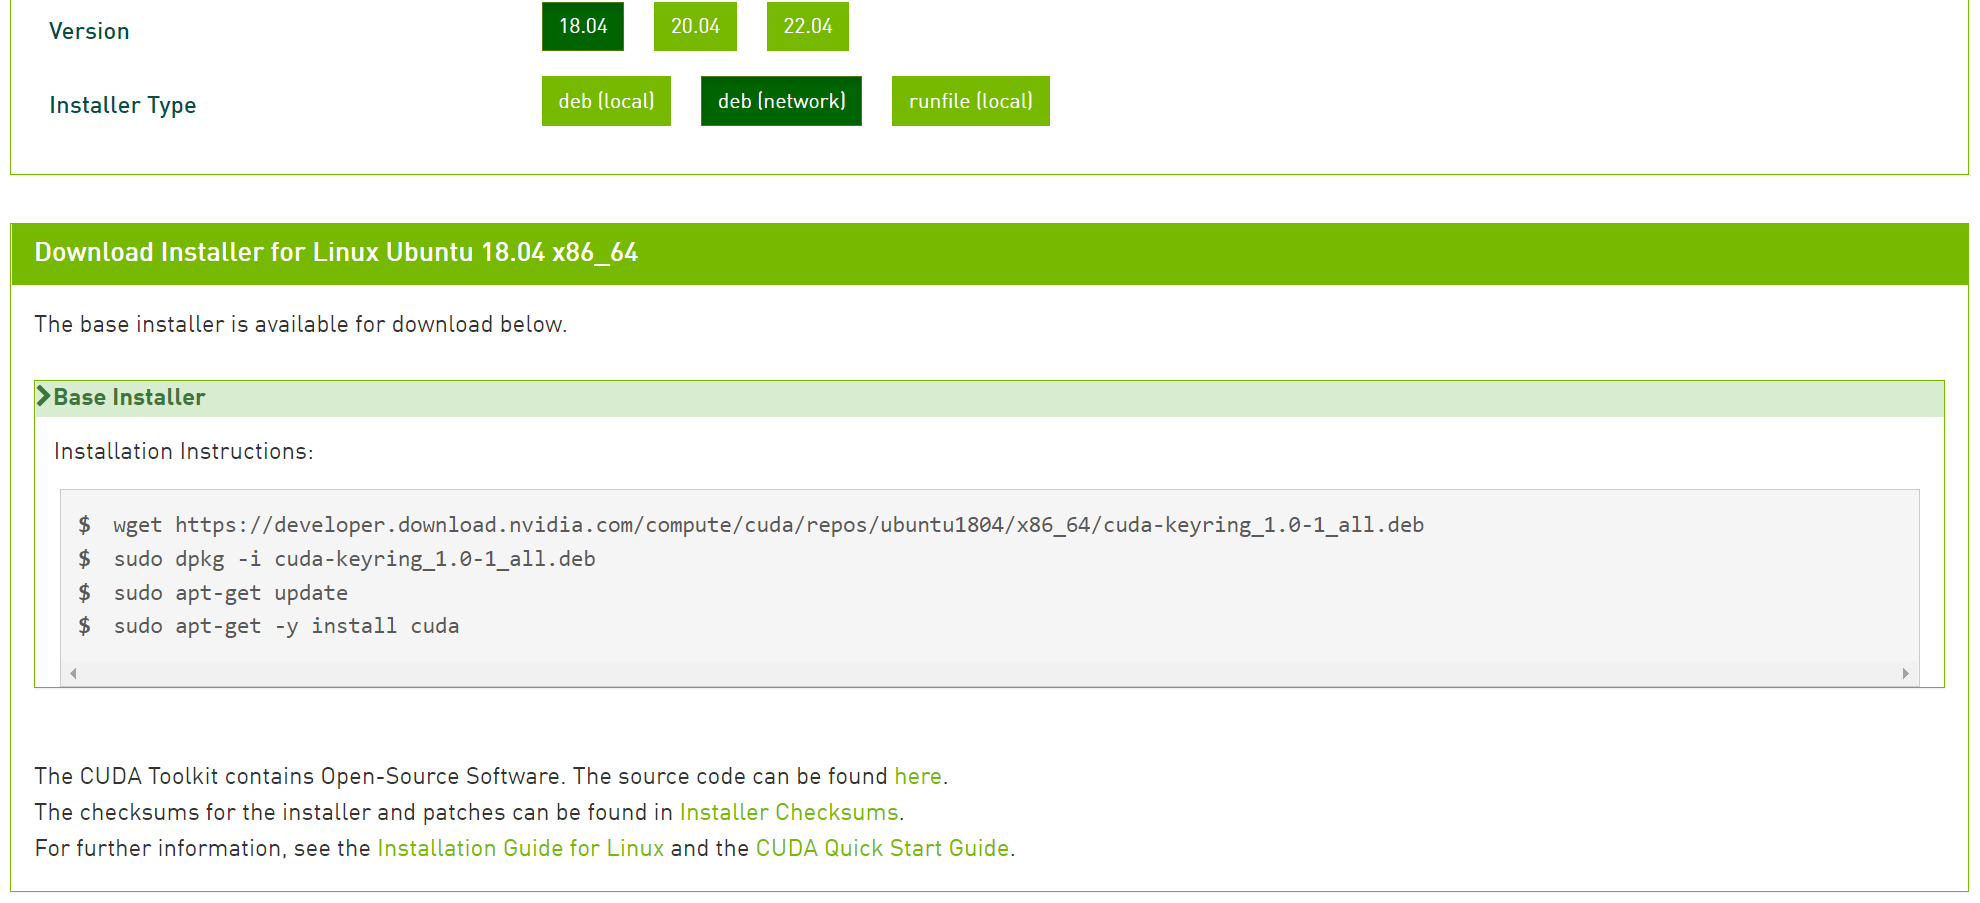 Version 18.04 20.04 22.04
Installer Type deb (local) deb (network) runfile (local)
Download Installer for Linux Ubuntu 18.04 x86_64
The base installer is available for download below.
Base Installer
Installation Instructions:
$ wget https://developer.download.nvidia.com/compute/cuda/repos/ubuntu1804/x86_64/cuda-keyring_1.0-1_all.deb
$ sudo dpkg -i cuda-keyring_1.0-1_all.deb
$ sudo apt-get update
$ sudo apt-get -y install cuda
The CUDA Toolkit contains Open-Source Software. The source code can be found here.
The checksums for the installer and patches can be found in Installer Checksums.
For further information, see the Installation Guide for Linux and the CUDA Quick Start Guide.